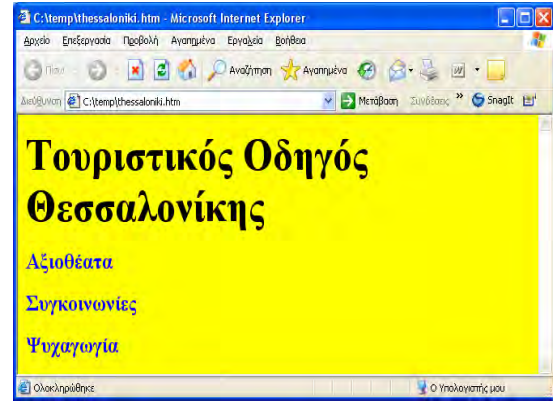 C:\temp\thessaloniki.htm - Microsoft Internet Explorer
Αρχείο Επεξεργασία Προβολή Αγαπημένα Εργαλεία Βοήθεια
Πίσω Αναζήτηση Αγαπημένα
Διεύθυνση C:\temp\thessaloniki.htm Μετάβαση Συνδέσεις » SnagIt
Τουριστικός Οδηγός
Θεσσαλονίκης
Αξιοθέατα
Συγκοινωνίες
Ψυχαγωγία
Ολοκληρώθηκε Ο Υπολογιστής μου